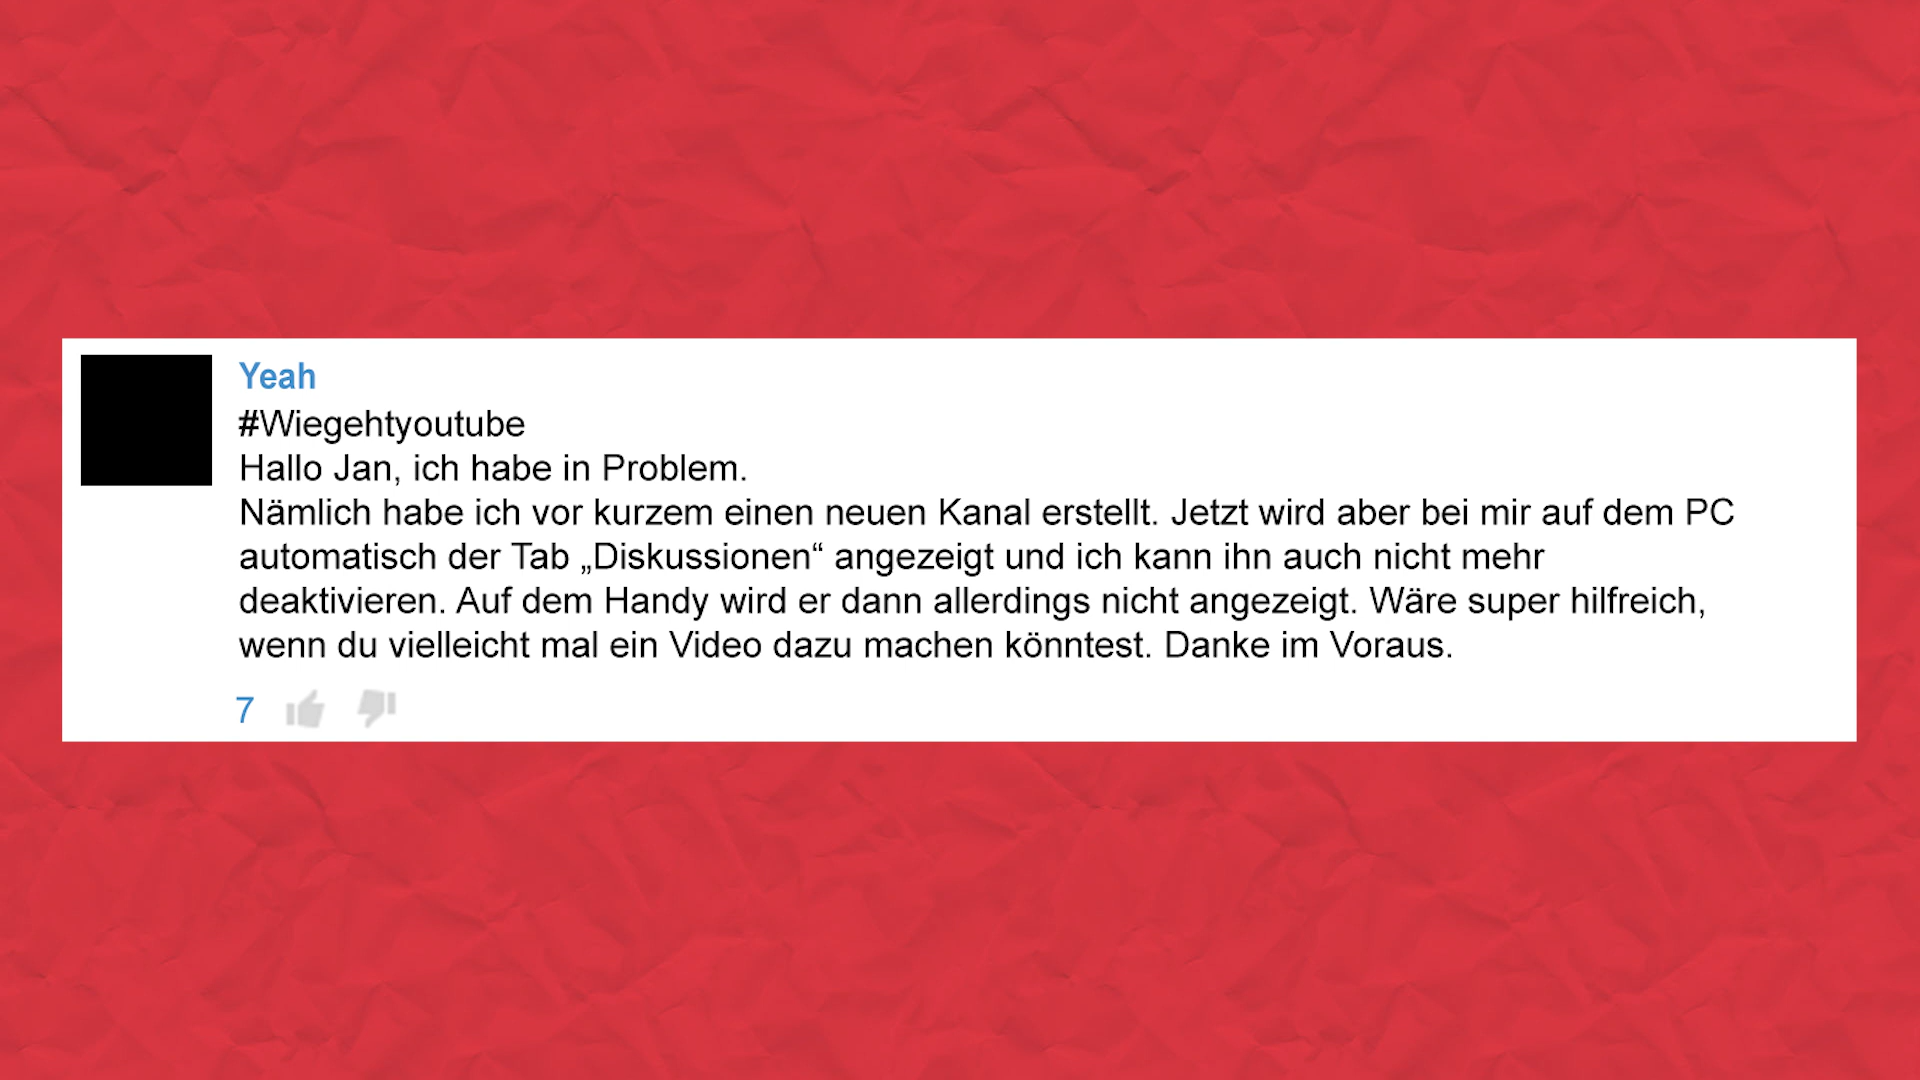 Yeah
#Wiegehtyoutube
Hallo Jan, ich habe in Problem.
Nämlich habe ich vor kurzem einen neuen Kanal erstellt. Jetzt wird aber bei mir auf dem PC
automatisch der Tab „Diskussionen“ angezeigt und ich kann ihn auch nicht mehr
deaktivieren. Auf dem Handy wird er dann allerdings nicht angezeigt. Wäre super hilfreich,
wenn du vielleicht mal ein Video dazu machen könntest. Danke im Voraus.
7